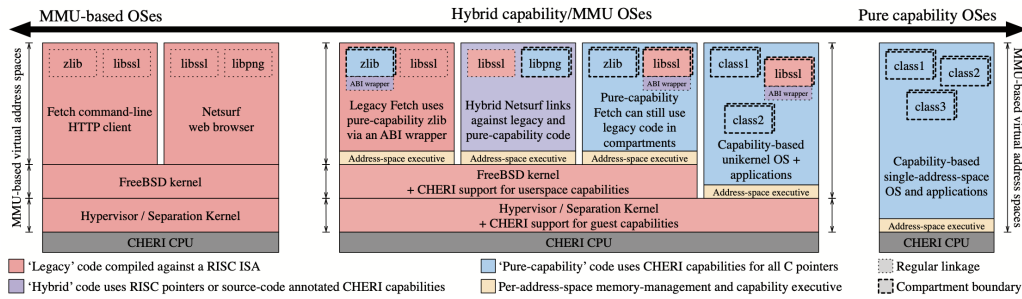 MMU-based OSes
Hybrid capability/MMU OSes
Pure capability OSes
MMU-based virtual address spaces
zlib
libssl
Fetch command-line
HTTP client
libssl
libpng
Netsurf
web browser
FreeBSD kernel
Hypervisor / Separation Kernel
CHERI CPU
zlib
libssl
ABI wrapper
Legacy Fetch uses
pure-capability zlib
via an ABI wrapper
Address-space executive
libssl
libpng
Hybrid Netsurf links
against legacy and
pure-capability code
Address-space executive
zlib
libssl
ABI wrapper
Pure-capability
Fetch can still use
legacy code in
compartments
Address-space executive
class1
libssl
ABI wrapper
class2
Capability-based
unikernel OS +
applications
Address-space executive
FreeBSD kernel
+ CHERI support for userspace capabilities
Hypervisor / Separation Kernel
+ CHERI support for guest capabilities
CHERI CPU
class1
class2
class3
Capability-based
single-address-space
OS and applications
Address-space executive
CHERI CPU
MMU-based virtual address spaces
'Legacy' code compiled against a RISC ISA
'Pure-capability' code uses CHERI capabilities for all C pointers
Regular linkage
'Hybrid' code uses RISC pointers or source-code annotated CHERI capabilities
Per-address-space memory-management and capability executive
Compartment boundary